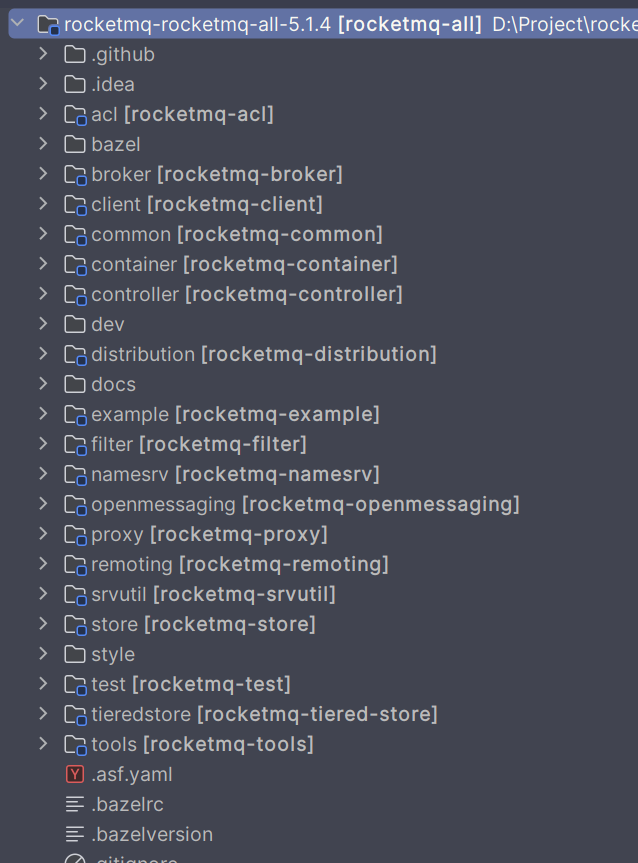 rocketmq-rocketmq-all-5.1.4 [rocketmq-all] D:\Project\rocke
.github
.idea
acl [rocketmq-acl]
bazel
broker [rocketmq-broker]
client [rocketmq-client]
common [rocketmq-common]
container [rocketmq-container]
controller [rocketmq-controller]
dev
distribution [rocketmq-distribution]
docs
example [rocketmq-example]
filter [rocketmq-filter]
namesrv [rocketmq-namesrv]
openmessaging [rocketmq-openmessaging]
proxy [rocketmq-proxy]
remoting [rocketmq-remoting]
srvutil [rocketmq-srvutil]
store [rocketmq-store]
style
test [rocketmq-test]
tieredstore [rocketmq-tiered-store]
tools [rocketmq-tools]
Y .asf.yaml
.bazelrc
.bazelversion
.gitignore